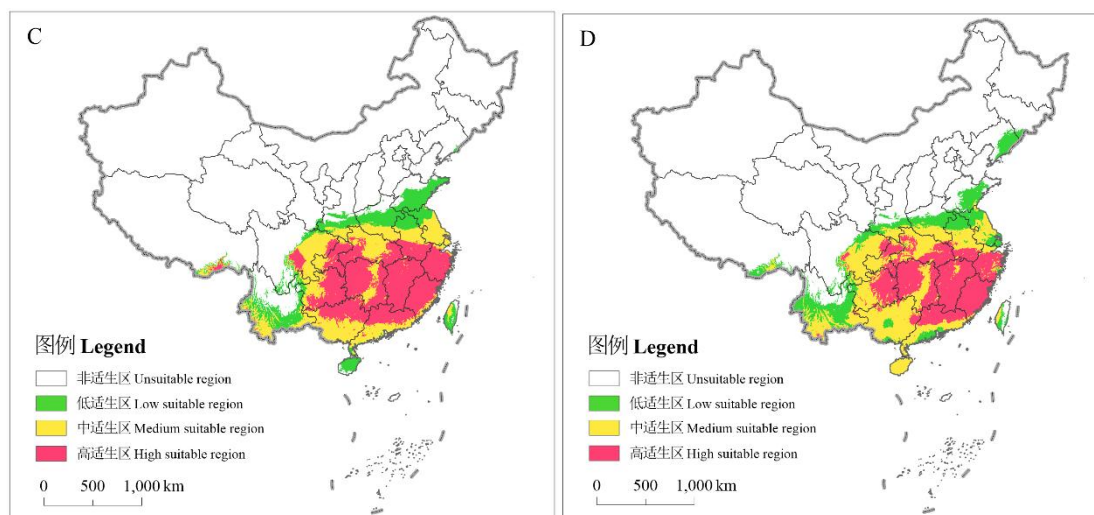 C
图例 Legend
非适生区 Unsuitable region
低适生区 Low suitable region
中适生区 Medium suitable region
高适生区 High suitable region
0 500 1,000 km
D
图例 Legend
非适生区 Unsuitable region
低适生区 Low suitable region
中适生区 Medium suitable region
高适生区 High suitable region
0 500 1,000 km